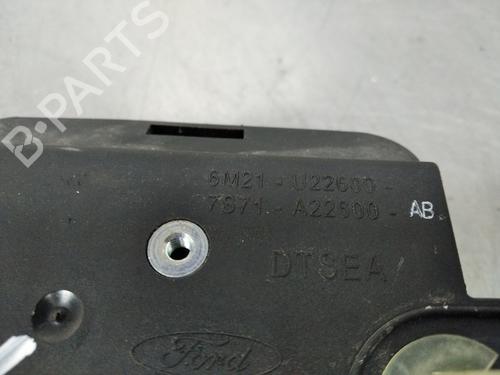 B-PARTS
6M21 - U22600 -
7S71 - A22600 - AB
DTSEA
Ford